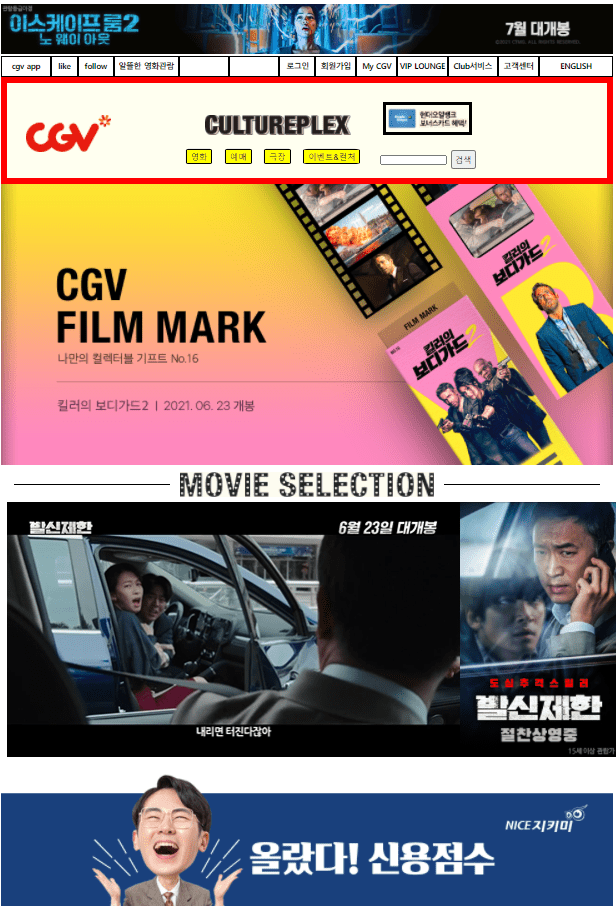 관람등급미정
이스케이프 룸2
노 웨이 아웃
7월 대개봉
cgv app like follow 알뜰한 영화관람 로그인 회원가입 My CGV VIP LOUNGE Club서비스 고객센터 ENGLISH
CGV
CULTUREPLEX
현대오일뱅크
보너스카드 혜택!
영화 예매 극장 이벤트&컬처
검색
CGV
FILM MARK
나만의 컬렉터블 기프트 No.16
킬러의 보디가드2 | 2021. 06. 23 개봉
FILM MARK
NO.16
킬러의
보디가드2
킬러의
보디가드2
MOVIE SELECTION
발신제한
6월 23일 대개봉
내리면 터진다잖아
도심추격스릴러
발신제한
절찬상영중
15세이상 관람가
NICE지키미
올랐다! 신용점수